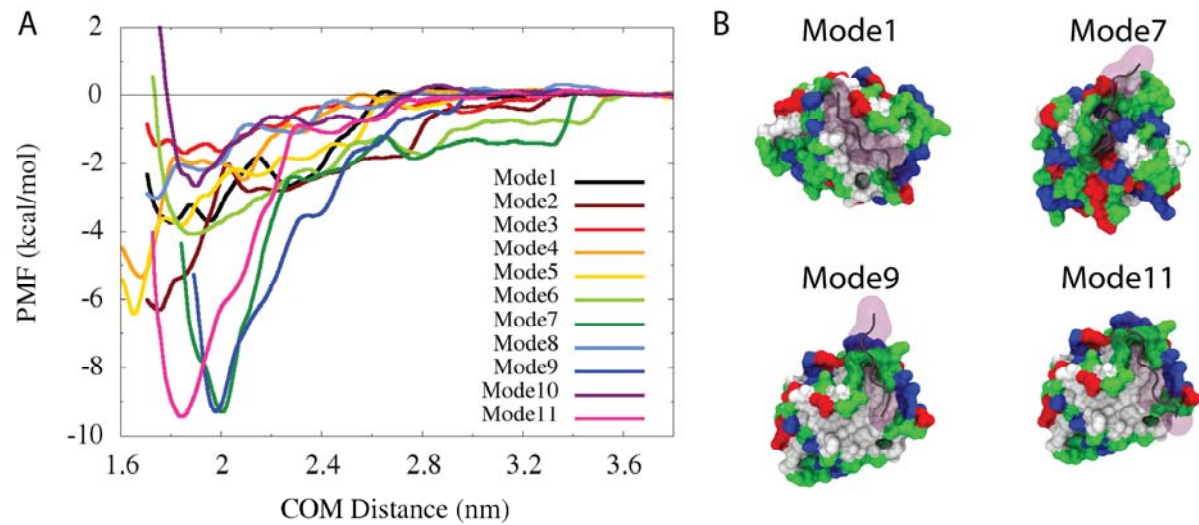 A
B
Mode1
Mode7
Mode9
Mode11
PMF (kcal/mol)
2
0
-2
-4
-6
-8
-10
Mode1
Mode2
Mode3
Mode4
Mode5
Mode6
Mode7
Mode8
Mode9
Mode10
Mode11
1.6 2 2.4 2.8 3.2 3.6
COM Distance (nm)